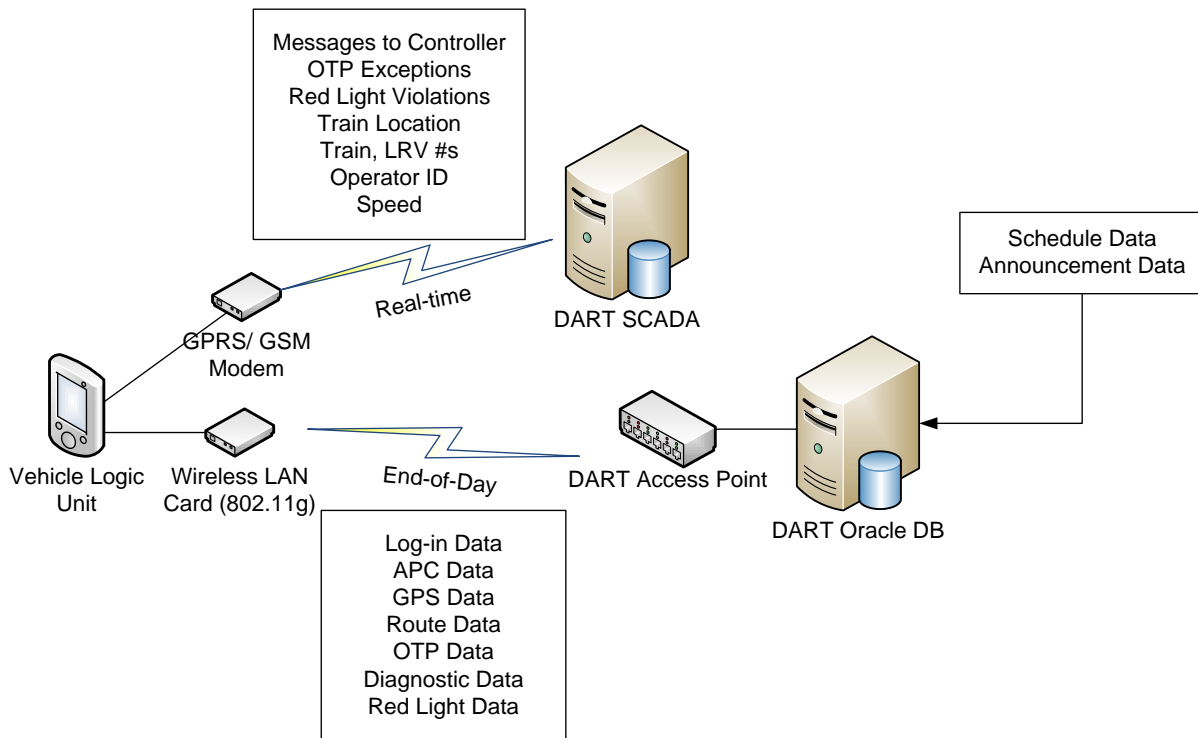 Messages to Controller
OTP Exceptions
Red Light Violations
Train Location
Train, LRV #s
Operator ID
Speed
Schedule Data
Announcement Data
Real-time
DART SCADA
GPRS/ GSM
Modem
Vehicle Logic
Unit
Wireless LAN
Card (802.11g)
End-of-Day
DART Access Point
DART Oracle DB
Log-in Data
APC Data
GPS Data
Route Data
OTP Data
Diagnostic Data
Red Light Data